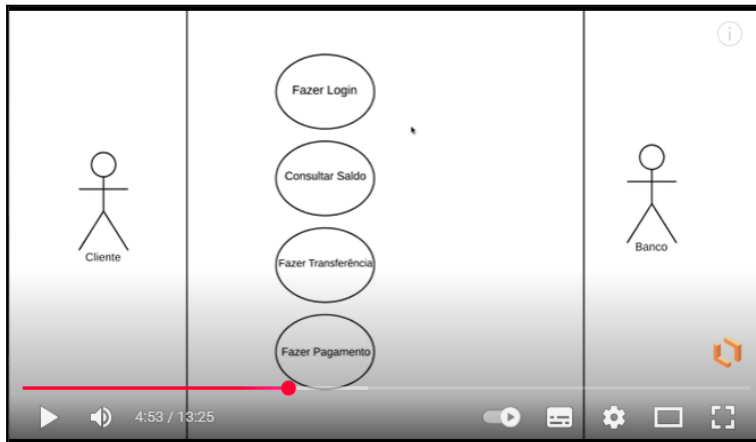 Fazer Login
Consultar Saldo
Cliente
Banco
Fazer Transferência
Fazer Pagamento
4:53 / 13:25